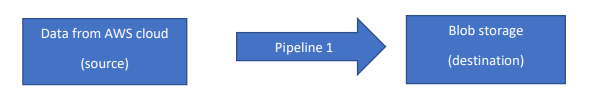 Data from AWS cloud
(source)
Pipeline 1
Blob storage
(destination)